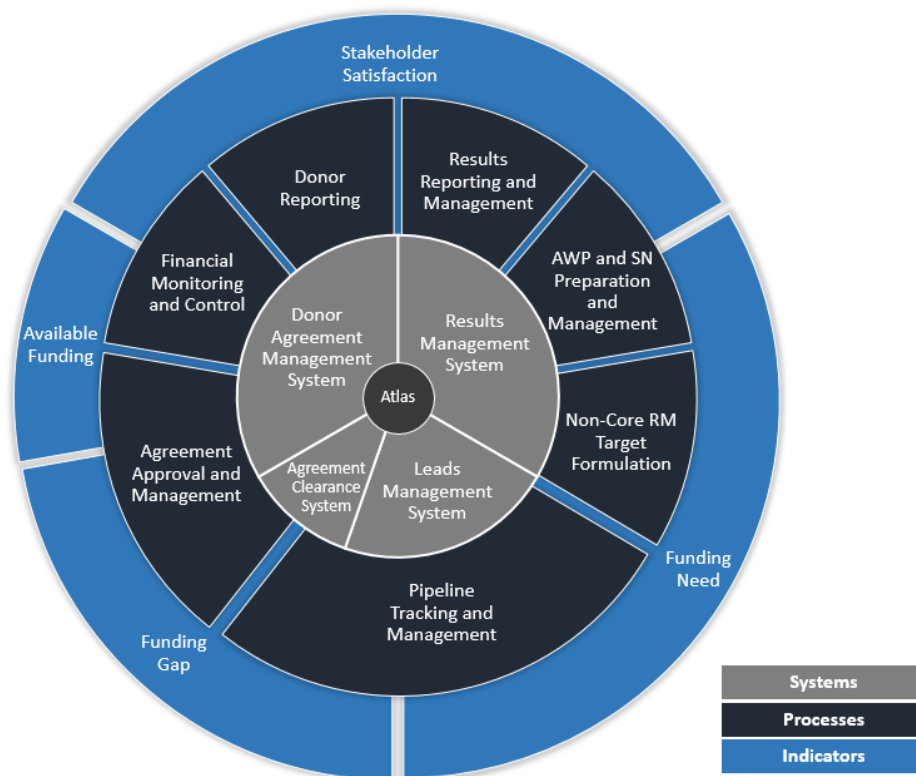 Stakeholder
Satisfaction
Donor
Reporting
Results
Reporting and
Management
Financial
Monitoring
and Control
AWP and SN
Preparation
and
Management
Available
Funding
Donor
Agreement
Management
System
Results
Management
System
Atlas
Agreement
Approval and
Management
Non-Core RM
Target
Formulation
Agreement
Clearance
System
Leads
Management
System
Pipeline
Tracking and
Management
Funding
Need
Funding
Gap
Systems
Processes
Indicators